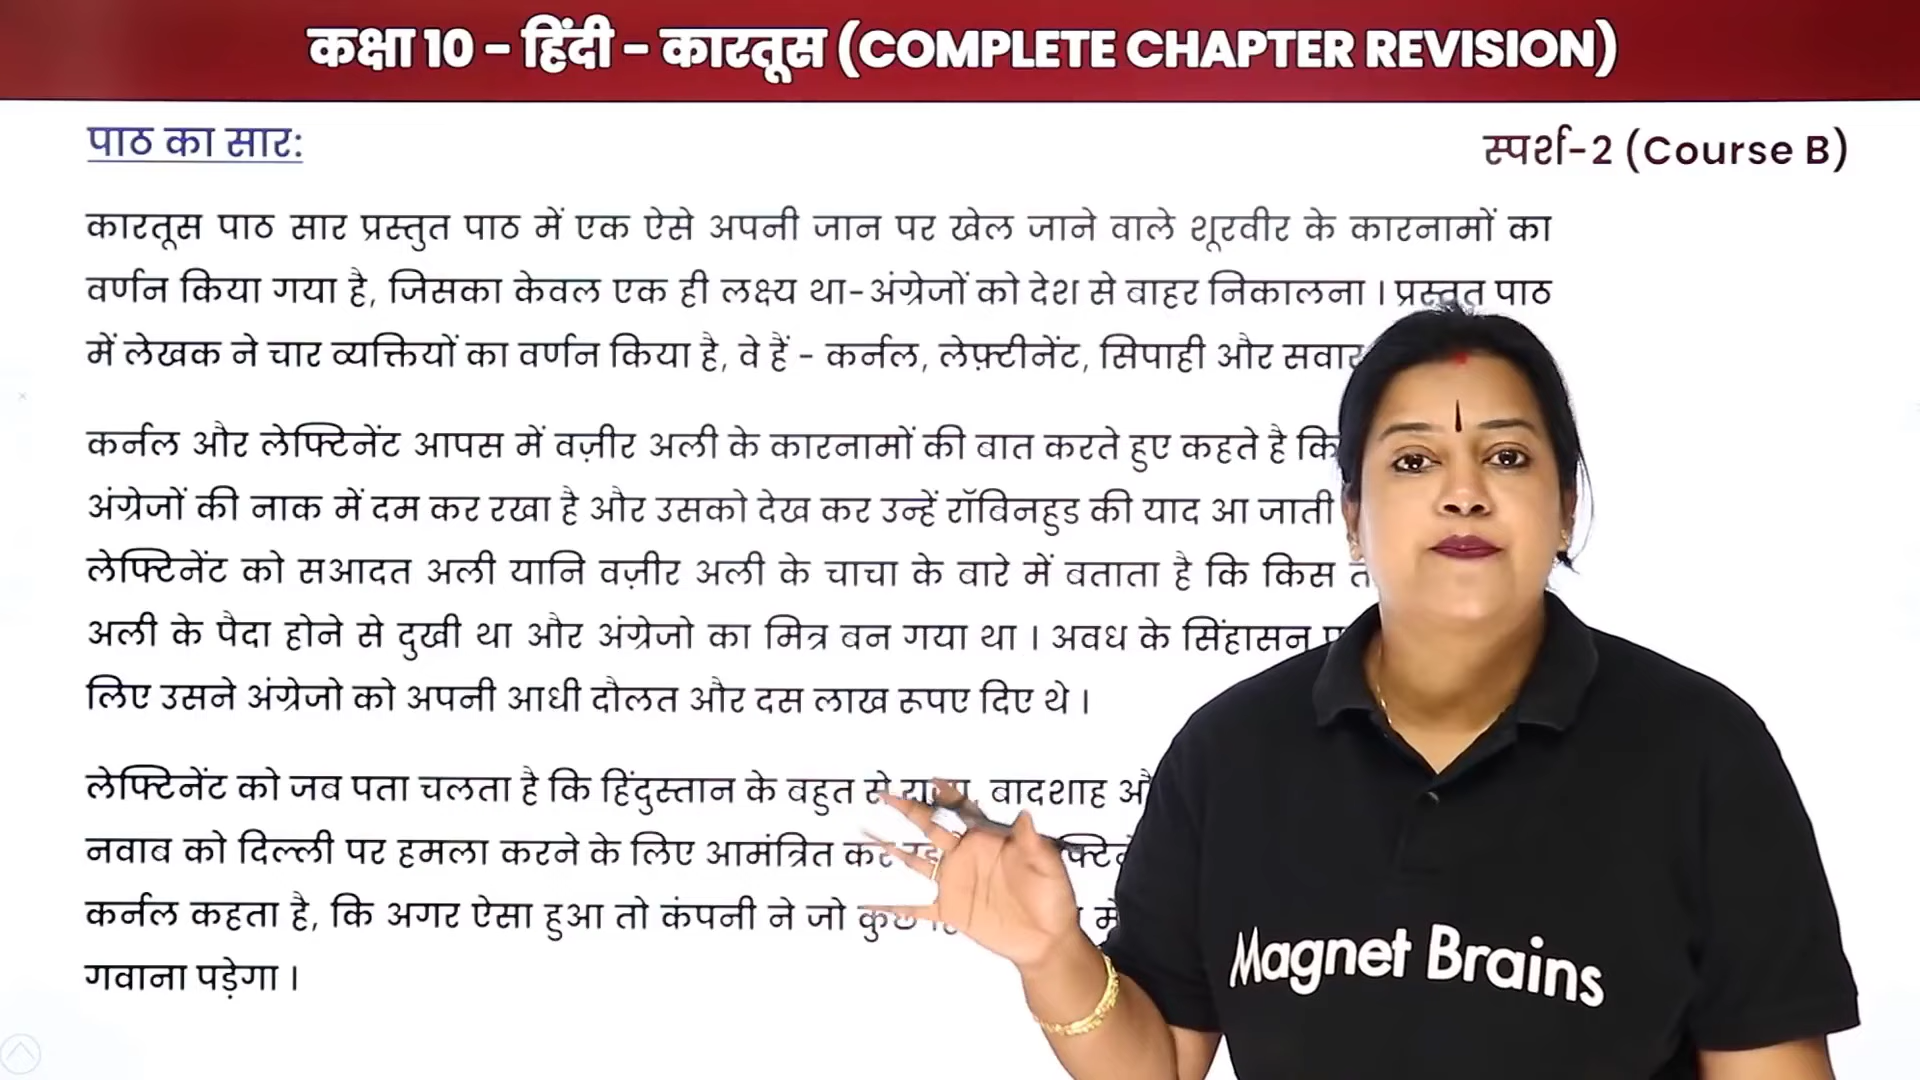 कक्षा 10 - हिंदी - कारतूस (COMPLETE CHAPTER REVISION)
पाठ का सार:
स्पर्श-2 (Course B)
कारतूस पाठ सार प्रस्तुत पाठ में एक ऐसे अपनी जान पर खेल जाने वाले शूरवीर के कारनामों का
वर्णन किया गया है, जिसका केवल एक ही लक्ष्य था-अंग्रेजों को देश से बाहर निकालना । प्रस्तुत पाठ
में लेखक ने चार व्यक्तियों का वर्णन किया है, वे हैं - कर्नल, लेफ़्टीनेंट, सिपाही और सवार
कर्नल और लेफ्टिनेंट आपस में वज़ीर अली के कारनामों की बात करते हुए कहते है कि
अंग्रेजों की नाक में दम कर रखा है और उसको देख कर उन्हें रॉबिनहुड की याद आ जाती
लेफ्टिनेंट को सआदत अली यानि वज़ीर अली के चाचा के बारे में बताता है कि किस
अली के पैदा होने से दुखी था और अंग्रेजो का मित्र बन गया था । अवध के सिंहासन
लिए उसने अंग्रेजो को अपनी आधी दौलत और दस लाख रूपए दिए थे ।
लेफ्टिनेंट को जब पता चलता है कि हिंदुस्तान के बहुत से बादशाह
नवाब को दिल्ली पर हमला करने के लिए आमंत्रित कर
कर्नल कहता है, कि अगर ऐसा हुआ तो कंपनी ने जो कुछ
गवाना पड़ेगा ।
Magnet Brains